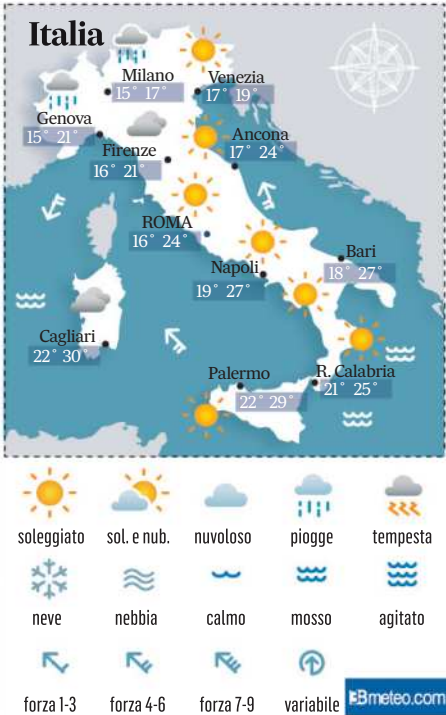 Italia
Milano
15° 17°
Venezia
17° 19°
Genova
15° 21°
Firenze
16° 21°
Ancona
17° 24°
ROMA
16° 24°
Napoli
19° 27°
Bari
18° 27°
Cagliari
22° 30°
Palermo
22° 29°
R. Calabria
21° 25°
soleggiato sol. e nub. nuvoloso piogge tempesta
neve nebbia calmo mosso agitato
forza 1-3 forza 4-6 forza 7-9 variabile
3Bmeteo.com